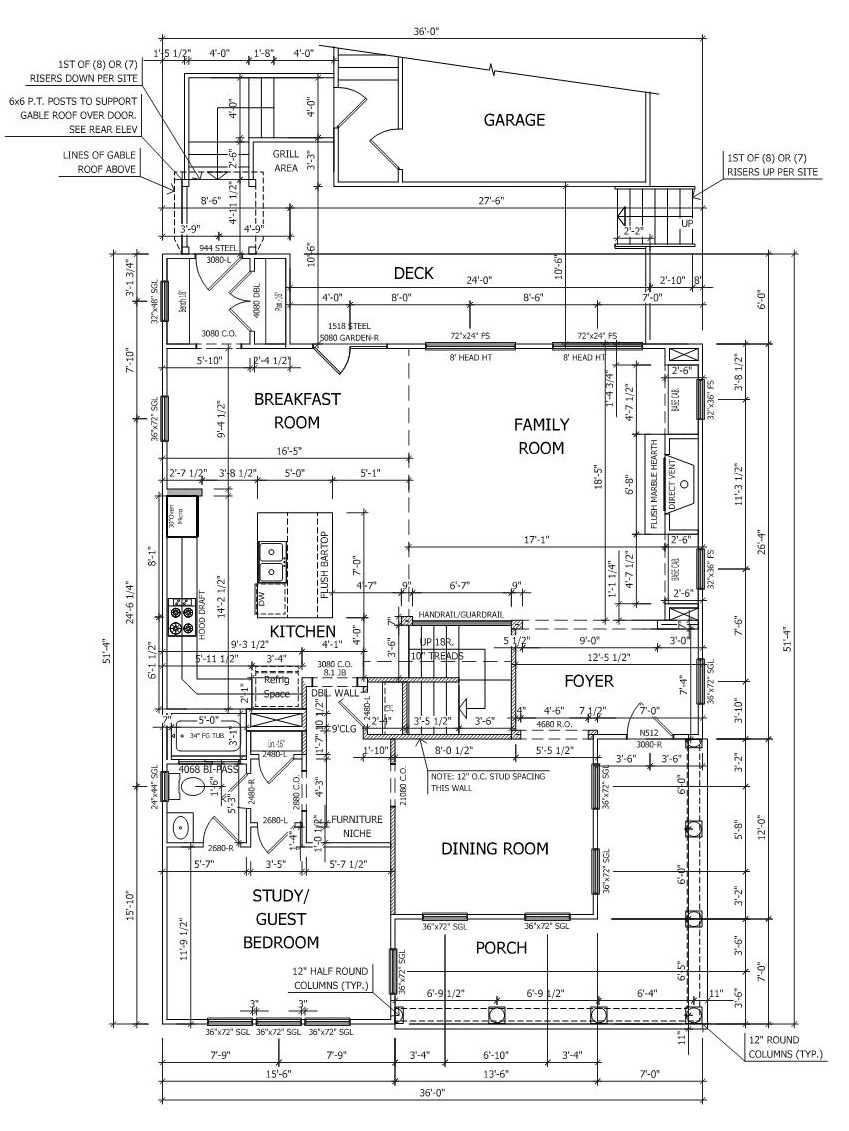 36'-0"
1'-5 1/2"
4'-0"
1'-8"
4'-0"
1ST OF (8) OR (7)
RISERS DOWN PER SITE
6x6 P.T. POSTS TO SUPPORT
GABLE ROOF OVER DOOR.
SEE REAR ELEV
LINES OF GABLE
ROOF ABOVE
4'-0"
4'-0"
GARAGE
2'-6"
3'-3"
GRILL
AREA
1ST OF (8) OR (7)
RISERS UP PER SITE
8'-6"
4'-11 1/2"
27'-6"
UP
3'-9"
4'-9"
2'-2"
944 STEEL
3080-L
10'-6"
10'-6"
DECK
24'-0"
2'-10"
8'
3'-1 3/4"
32"x48" SGL
Bench 18"
4080 DBL
4'-0"
8'-0"
8'-6"
7'-0"
6'-0"
3080 C.O.
1518 STEEL
5080 GARDEN-R
72"x24" FS
72"x24" FS
8' HEAD HT
8' HEAD HT
5'-10"
2'-4 1/2"
7'-10"
BREAKFAST
ROOM
9'-4 1/2"
36"x72" SGL
FAMILY
ROOM
1'-4 3/4"
4'-7 1/2"
2'-6"
BASE CAB.
32"x36" FS
3'-8 1/2"
16'-5"
2'-7 1/2"
3'-8 1/2"
5'-0"
5'-1"
18'-5"
6'-8"
FLUSH MARBLE HEARTH
DIRECT VENT
11'-3 1/2"
30"Oven
Micro
FLUSH BARTOP
7'-0"
17'-1"
2'-6"
26'-4"
8'-1"
14'-2 1/2"
DW
4'-7"
9"
6'-7"
9"
1'-1 1/4"
4'-7 1/2"
BASE CAB.
2'-6"
32"x36" FS
24'-6 1/4"
HOOD DRAFT
KITCHEN
4'-0"
7"
HANDRAIL/GUARDRAIL
51'-4"
51'-4"
9'-3 1/2"
4'-1"
3'-6"
UP 18R.
10" TREADS
5 1/2"
9'-0"
3'-0"
7'-6"
6'-1 1/2"
5'-11 1/2"
3'-4"
3080 C.O.
8.1 JB
12'-5 1/2"
Refrig
Space
2'-1"
DBL. WALL
2480-L
FOYER
7'-4"
36"x72" SGL
7"
5'-0"
10 1/2"
9'CLG
2'-7"
3'-5 1/2"
3'-6"
4"
4'-6"
7 1/2"
7'-0"
3'-10"
34" FG TUB
3'-1"
Lin.-16"
1'-7"
4680 R.O.
N512
3080-R
2480-L
1'-10"
8'-0 1/2"
5'-5 1/2"
3'-6"
3'-6"
3'-2"
4068 BI-PASS
24"x44" SGL
1'-6"
5'-3"
2480-R
2880 C.O.
4'-3"
21080 C.O.
NOTE: 12" O.C. STUD SPACING
THIS WALL
36"x72" SGL
6'-0"
2680-L
2680-R
1'-4"
1'-0 1/2"
FURNITURE
NICHE
5'-8"
12'-0"
DINING ROOM
5'-7"
3'-5"
5'-7 1/2"
36"x72" SGL
6'-0"
15'-10"
STUDY/
GUEST
BEDROOM
3'-2"
11'-9 1/2"
36"x72" SGL
36"x72" SGL
PORCH
3'-6"
36"x72" SGL
12" HALF ROUND
COLUMNS (TYP.)
6'-5"
7'-0"
3"
3"
6'-9 1/2"
6'-9 1/2"
6'-4"
11"
3'-6"
36"x72" SGL
36"x72" SGL
36"x72" SGL
11"
12" ROUND
COLUMNS (TYP.)
7'-9"
7'-9"
3'-4"
6'-10"
3'-4"
15'-6"
13'-6"
7'-0"
36'-0"